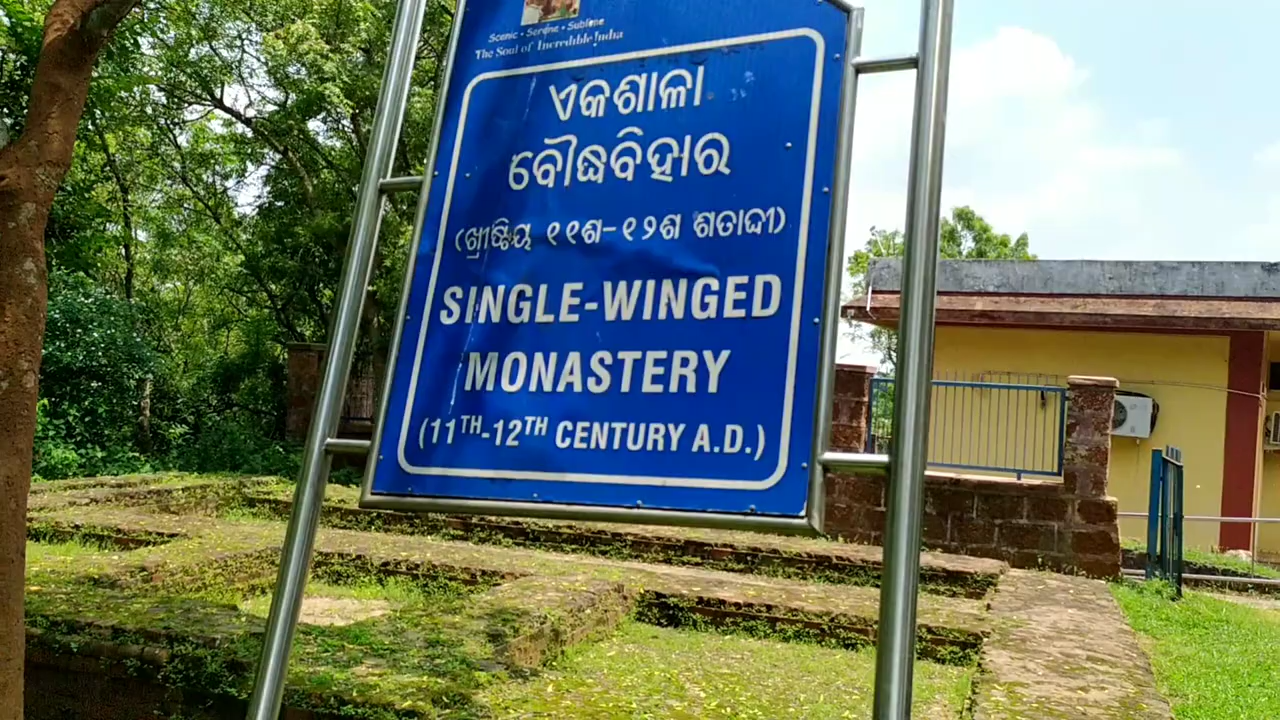 Scenic • Serene • Sublime
The Soul of Incredible India
ଏକଶାଳା
ବୌଦ୍ଧବିହାର
(ଖ୍ରୀଷ୍ଟିୟ ୧୧ଶ-୧୨ଶ ଶତାବ୍ଦୀ)
SINGLE-WINGED
MONASTERY
(11TH-12TH CENTURY A.D.)